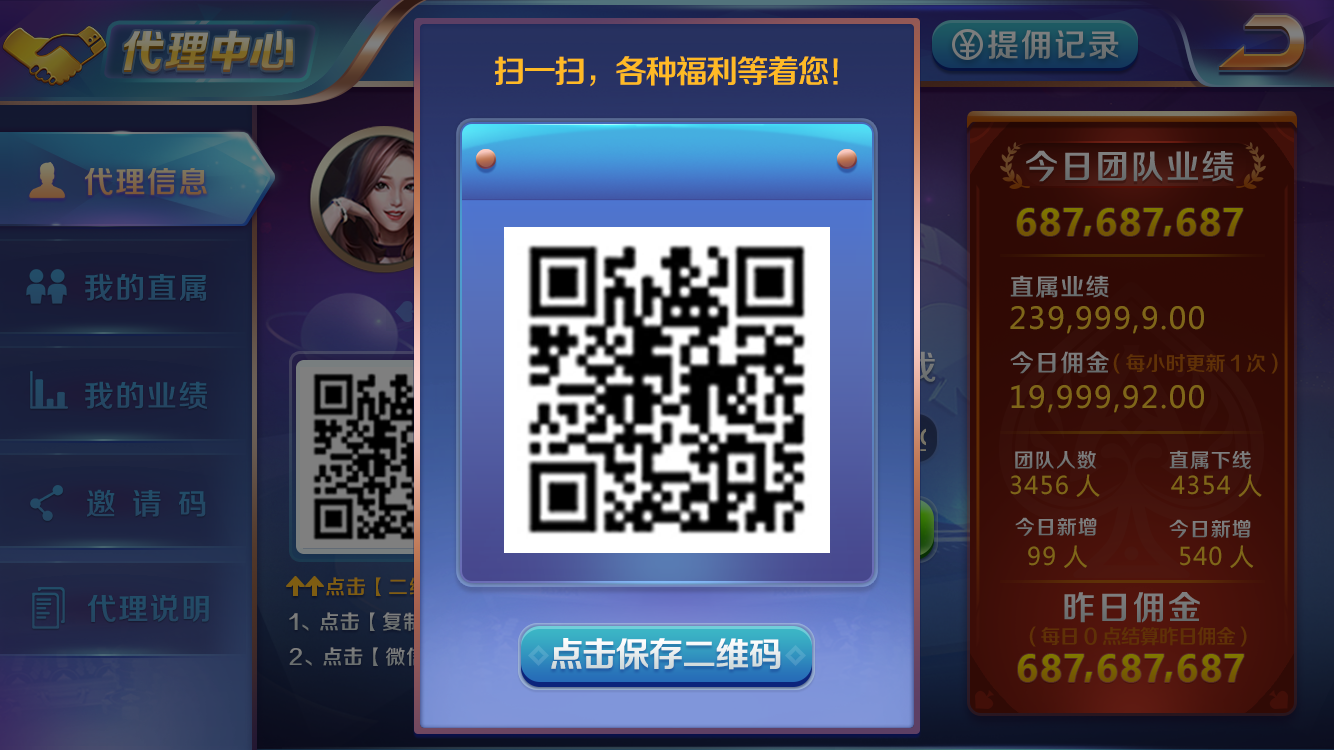 代理中心
扫一扫，各种福利等着您！
提佣记录
代理信息
我的直属
我的业绩
邀请码
代理说明
点击【二
1、点击【复制
2、点击【微信
点击保存二维码
今日团队业绩
687,687,687
直属业绩
239,999,9.00
今日佣金（每小时更新1次）
19,999,92.00
团队人数 直属下线
3456人 4354人
今日新增 今日新增
99人 540人
昨日佣金
（每日0点结算昨日佣金）
687,687,687